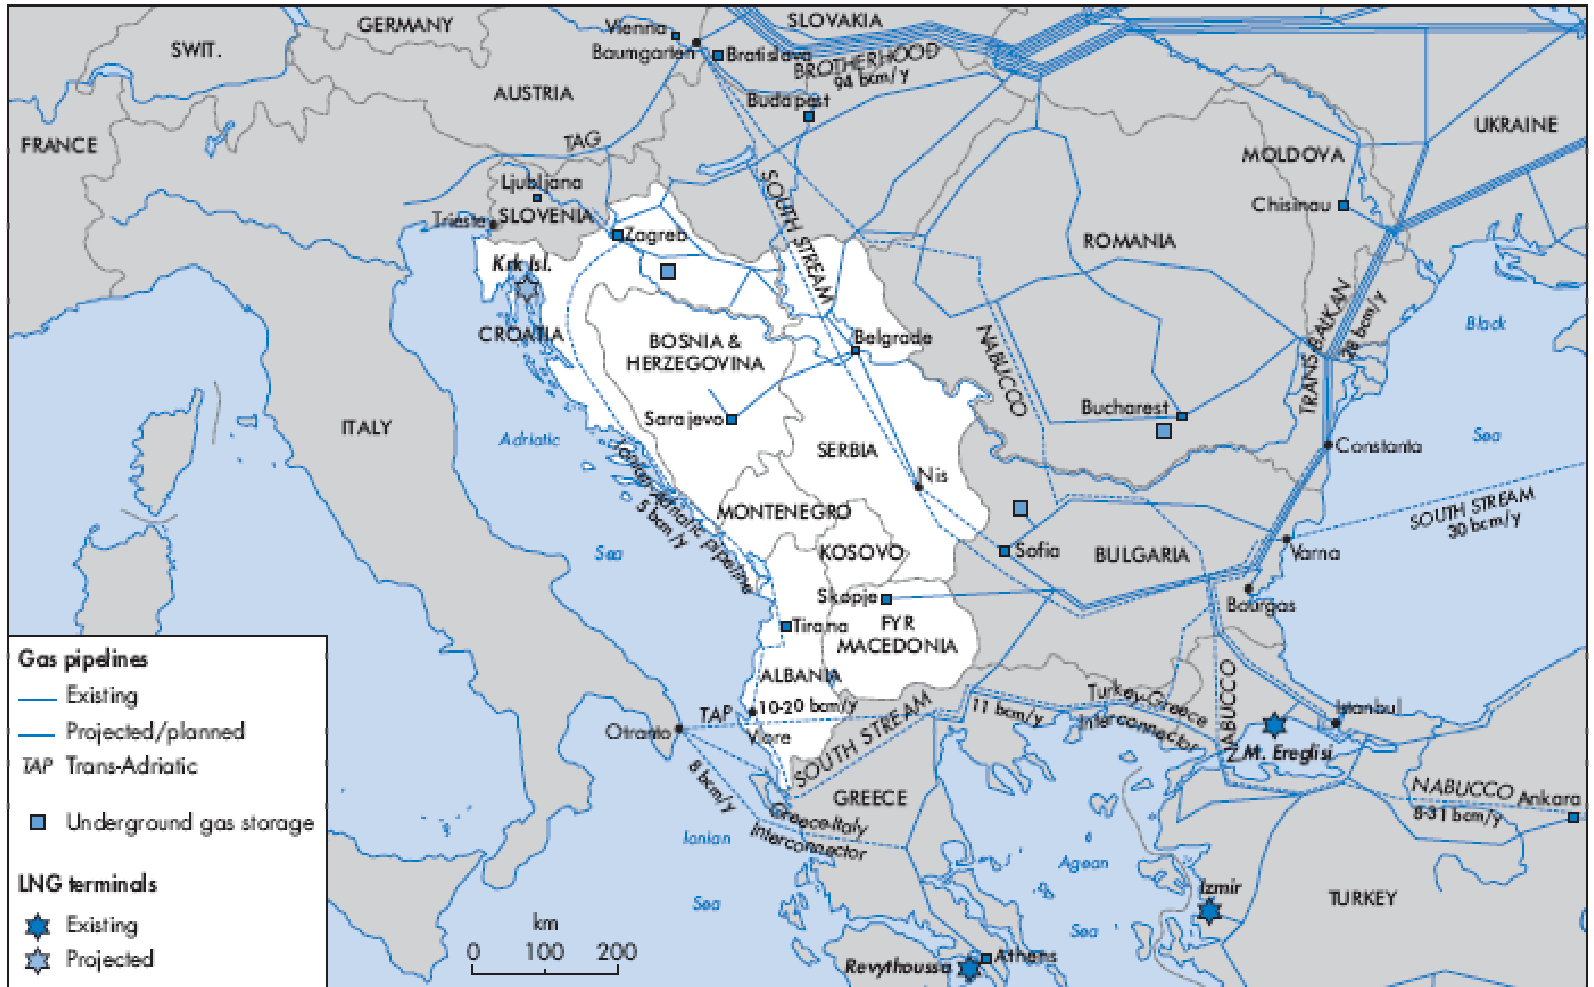 GERMANY
SLOVAKIA
Vienna
SWIT.
Baumgarten
Bratislava
BROTHERHOOD
94 bcm/y
AUSTRIA
Budapest
UKRAINE
FRANCE
TAG
MOLDOVA
Ljubljana
SLOVENIA
Trieste
Chisinau
Zagreb
SOUTH STREAM
ROMANIA
Krk Isl.
CROATIA
BOSNIA &
HERZEGOVINA
Belgrade
NABUCCO
TRANS BALKAN
28 bcm/y
Black
Sea
Bucharest
Sarajevo
ITALY
Adriatic
Sea
SERBIA
Constanta
Nis
Ionian-Adriatic pipeline
5 bcm/y
MONTENEGRO
SOUTH STREAM
30 bcm/y
KOSOVO
Sofia
BULGARIA
Varna
Skopje
Bourgas
Tirana
FYR
MACEDONIA
ALBANIA
TAP
10-20 bcm/y
Vlore
Otranto
SOUTH STREAM
11 bcm/y
Turkey-Greece
Interconnector
NABUCCO
Istanbul
M. Ereglisi
8 bcm/y
GREECE
Greece-Italy
Interconnector
NABUCCO
8-31 bcm/y
Ankara
Ionian
Sea
Agean
Sea
Izmir
TURKEY
Revythoussa
Athens
km
0 100 200
Gas pipelines
Existing
Projected/planned
TAP Trans-Adriatic
Underground gas storage
LNG terminals
Existing
Projected